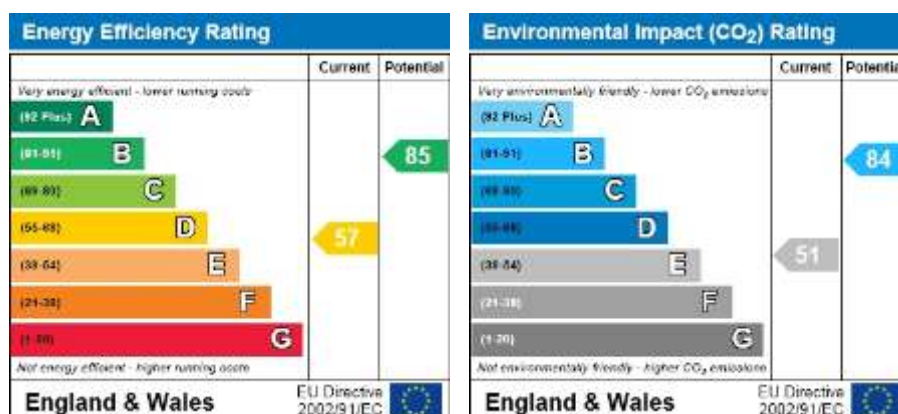 Energy Efficiency Rating
Current Potential
Very energy efficient - lower running costs
(92 Plus) A
(81-91) B
85
(69-80) C
(55-68) D
57
(39-54) E
(21-38) F
(1-20) G
Not energy efficient - higher running costs
England & Wales
EU Directive
2002/91/EC
Environmental Impact (CO₂) Rating
Current Potentia
Very environmentally friendly - lower CO₂ emissions
(92 Plus) A
(81-91) B
84
(69-80) C
(55-68) D
(39-54) E
51
(21-38) F
(1-20) G
Not environmentally friendly - higher CO₂ emissions
England & Wales
EU Directive
2002/91/EC